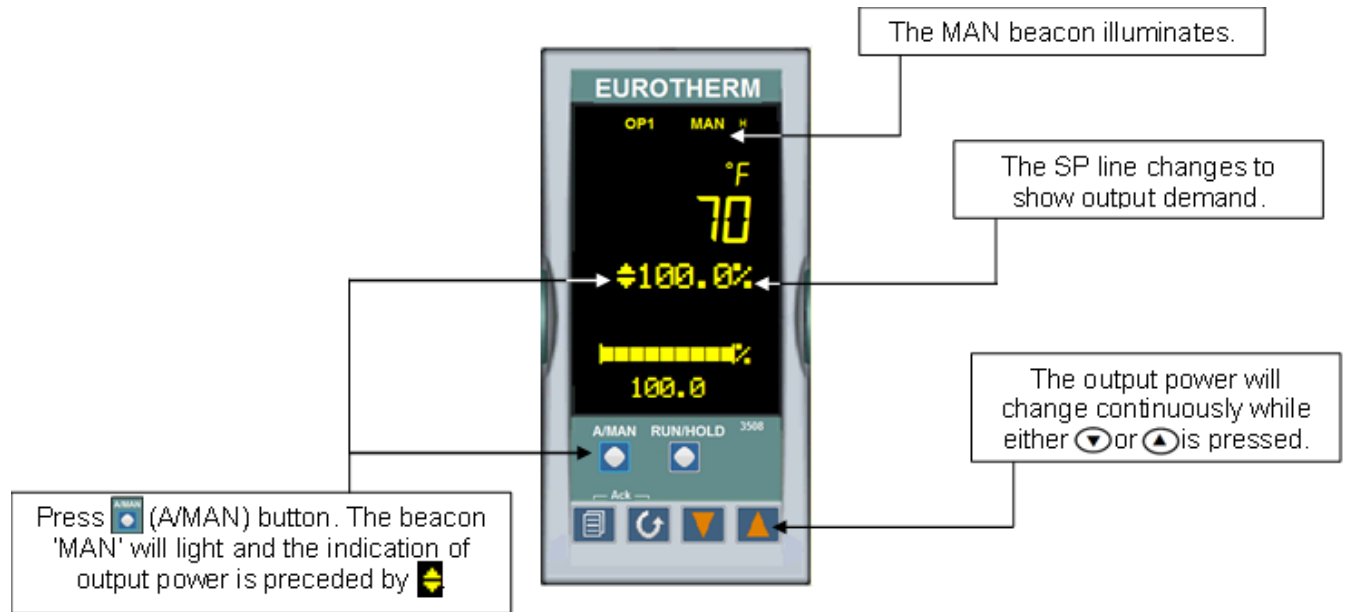 The MAN beacon illuminates.
EUROTHERM
OP1 MAN H
°F
70
The SP line changes to
show output demand.
100.0%
%
100.0
A/MAN RUN/HOLD 3508
The output power will
change continuously while
either or is pressed.
Ack
Press A/MAN (A/MAN) button. The beacon
'MAN' will light and the indication of
output power is preceded by